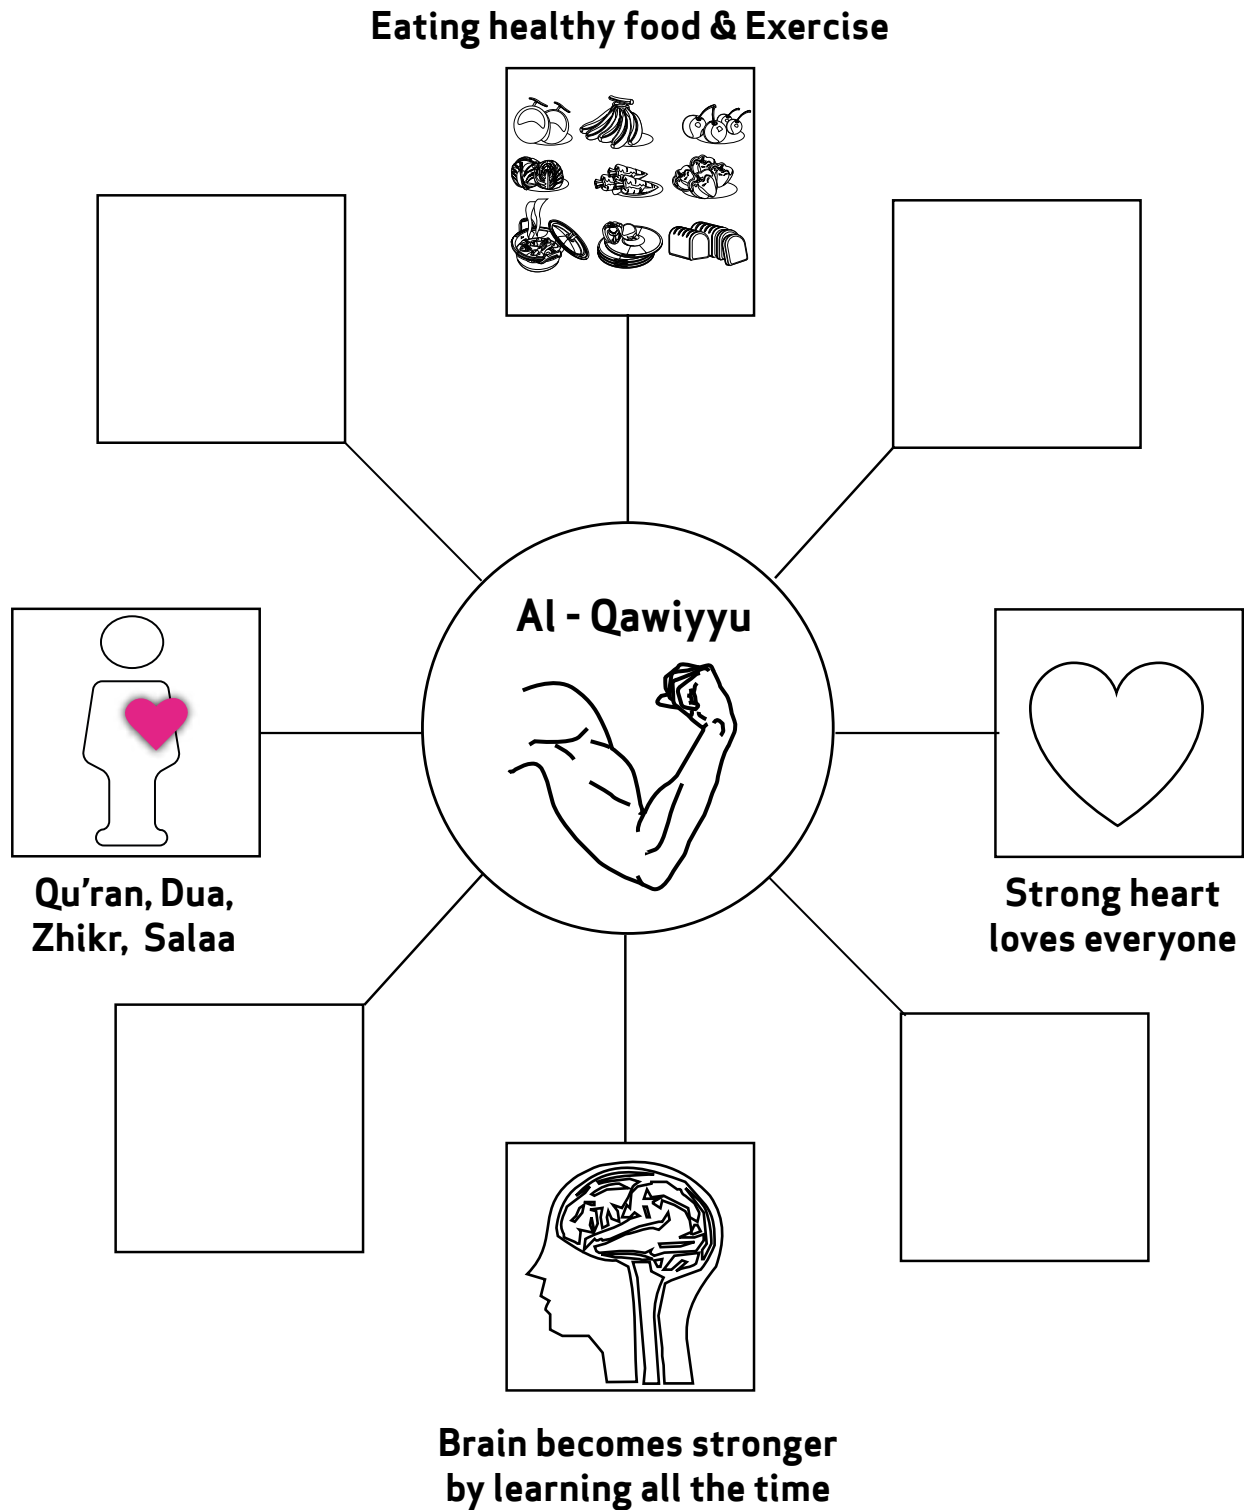 Eating healthy food & Exercise
Al - Qawiyyu
Qu'ran, Dua,
Zhikr, Salaa
Strong heart
loves everyone
Brain becomes stronger
by learning all the time